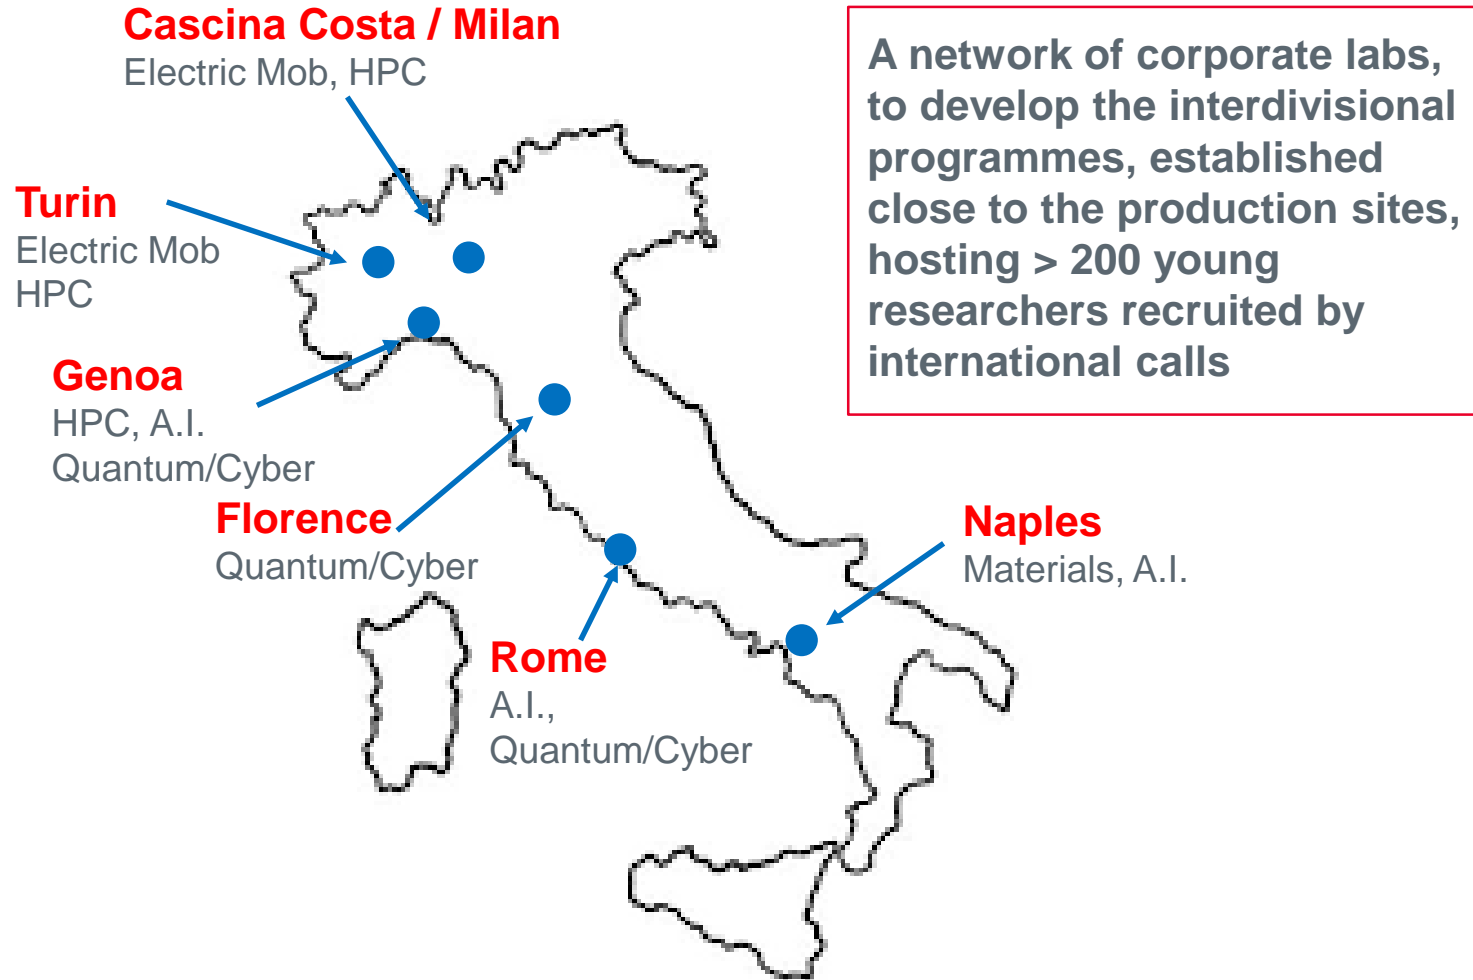 Cascina Costa / Milan
Electric Mob, HPC
A network of corporate labs,
to develop the interdivisional
programmes, established
close to the production sites,
hosting > 200 young
researchers recruited by
international calls
Turin
Electric Mob
HPC
Genoa
HPC, A.I.
Quantum/Cyber
Florence
Quantum/Cyber
Naples
Materials, A.I.
Rome
A.I.,
Quantum/Cyber